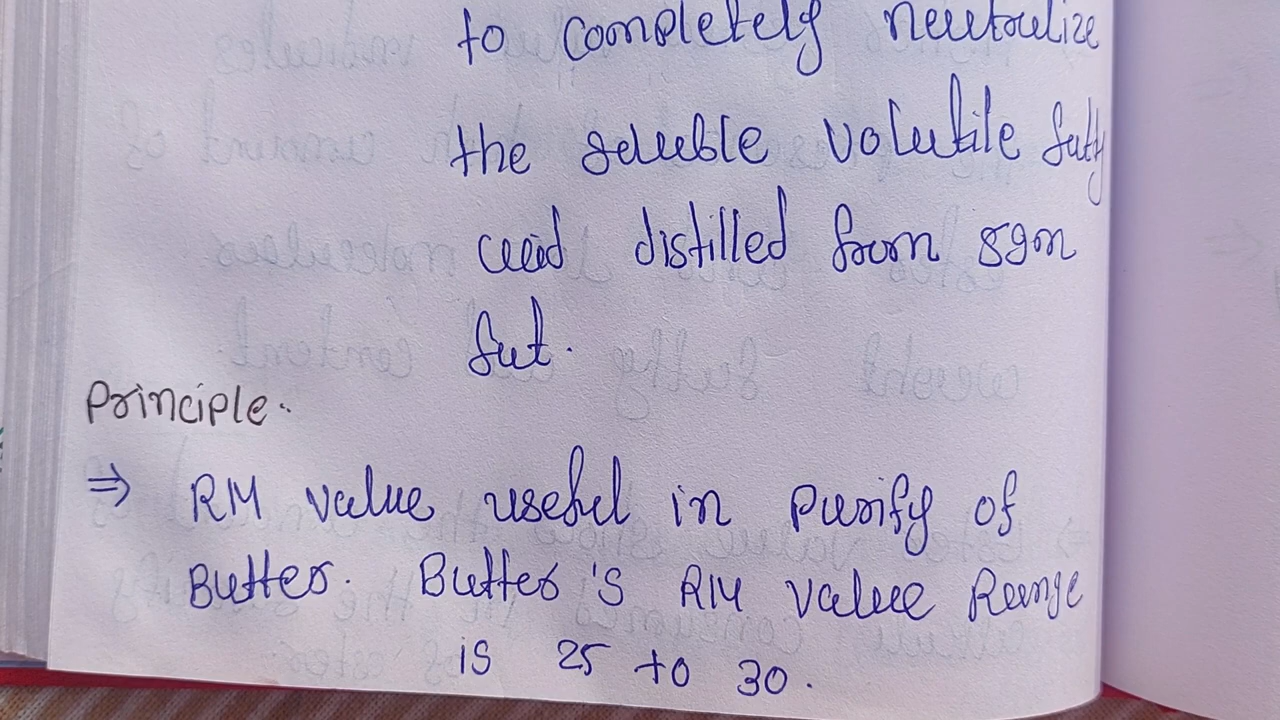 to completely neutralize
the soluble volatile fatty
acid distilled from 5gm
fat.
Principle.
⇒ RM value useful in Purify of
Butter. Butter's RM value Range
is 25 to 30.